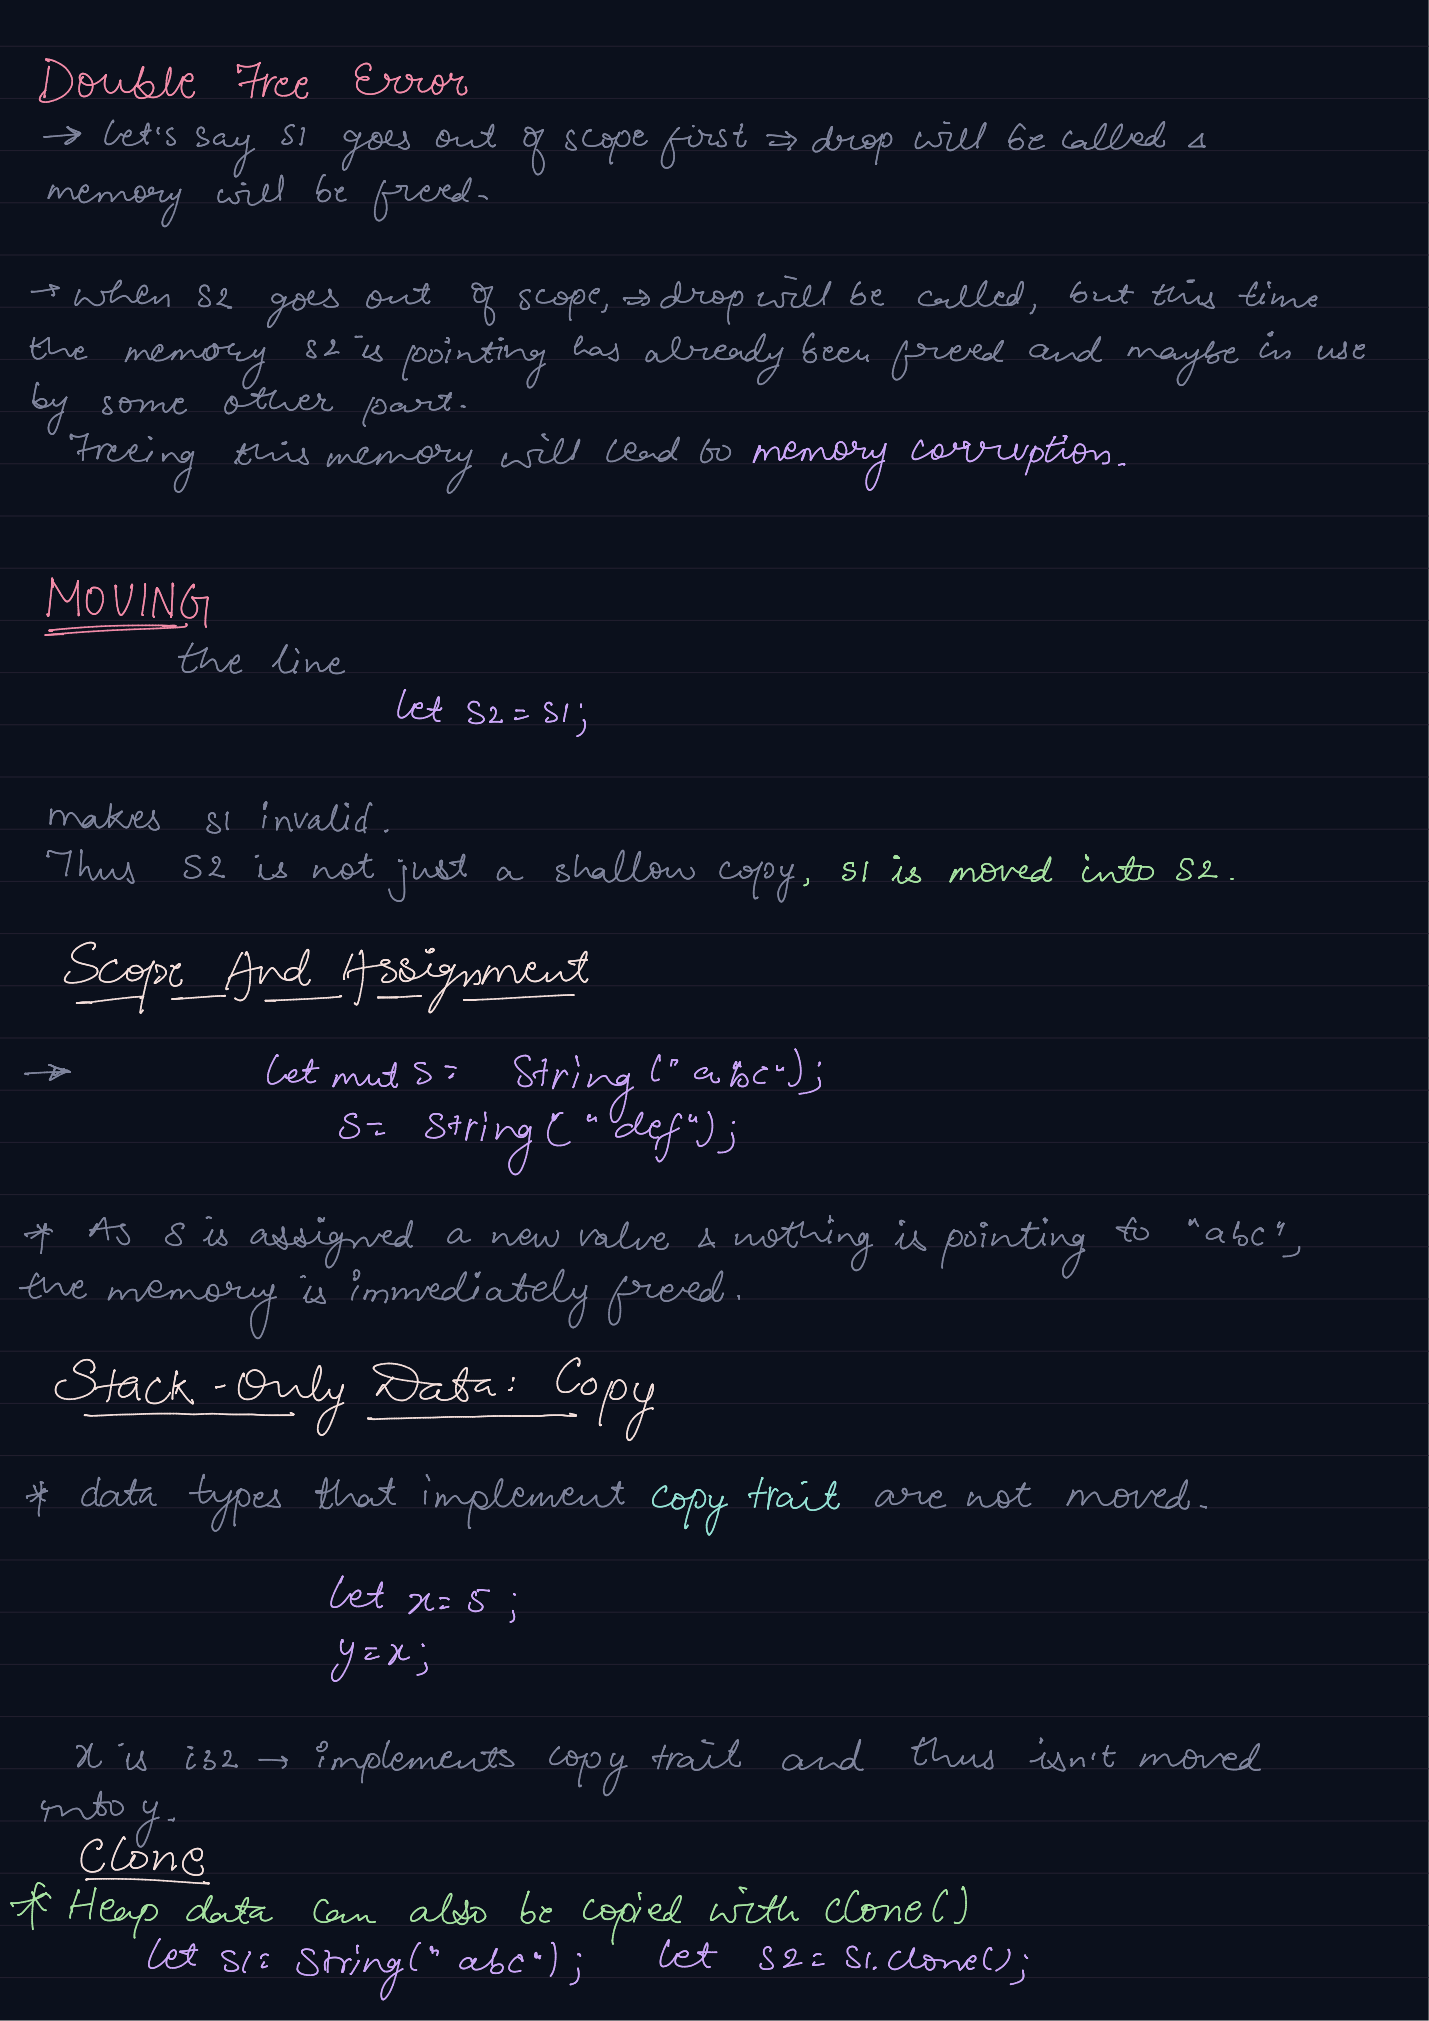 Double Free Error
→ Let's say s1 goes out of scope first ⇒ drop will be called &
memory will be freed.
→ when s2 goes out of scope, ⇒ drop will be called, but this time
the memory s2 is pointing has already been freed and maybe in use
by some other part.
Freeing this memory will lead to memory corruption.
MOVING
the line
let s2 = s1;
makes s1 invalid.
Thus s2 is not just a shallow copy, s1 is moved into s2.
Scope And Assignment
→ let mut s = String("abc");
s = String("def");
* As s is assigned a new value & nothing is pointing to "abc",
the memory is immediately freed.
Stack-Only Data: Copy
* data types that implement copy trait are not moved.
let x = 5;
y = x;
x is i32 → implements copy trait and thus isn't moved
into y.
Clone
* Heap data can also be copied with clone()
let s1 = String("abc"); let s2 = s1.clone();